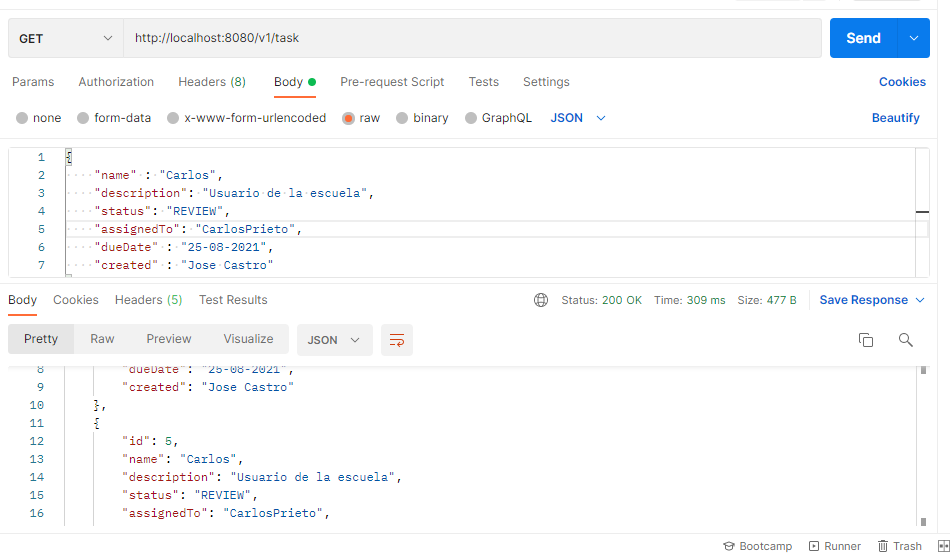 GET http://localhost:8080/v1/task Send
Params Authorization Headers (8) Body Pre-request Script Tests Settings Cookies
none form-data x-www-form-urlencoded raw binary GraphQL JSON Beautify
1 {
2 "name" : "Carlos",
3 "description": "Usuario de la escuela",
4 "status": "REVIEW",
5 "assignedTo": "CarlosPrieto",
6 "dueDate" : "25-08-2021",
7 "created" : "Jose Castro"
Body Cookies Headers (5) Test Results Status: 200 OK Time: 309 ms Size: 477 B Save Response
Pretty Raw Preview Visualize JSON
8 "dueDate": "25-08-2021",
9 "created": "Jose Castro"
10 },
11 {
12 "id": 5,
13 "name": "Carlos",
14 "description": "Usuario de la escuela",
15 "status": "REVIEW",
16 "assignedTo": "CarlosPrieto",
Bootcamp Runner Trash